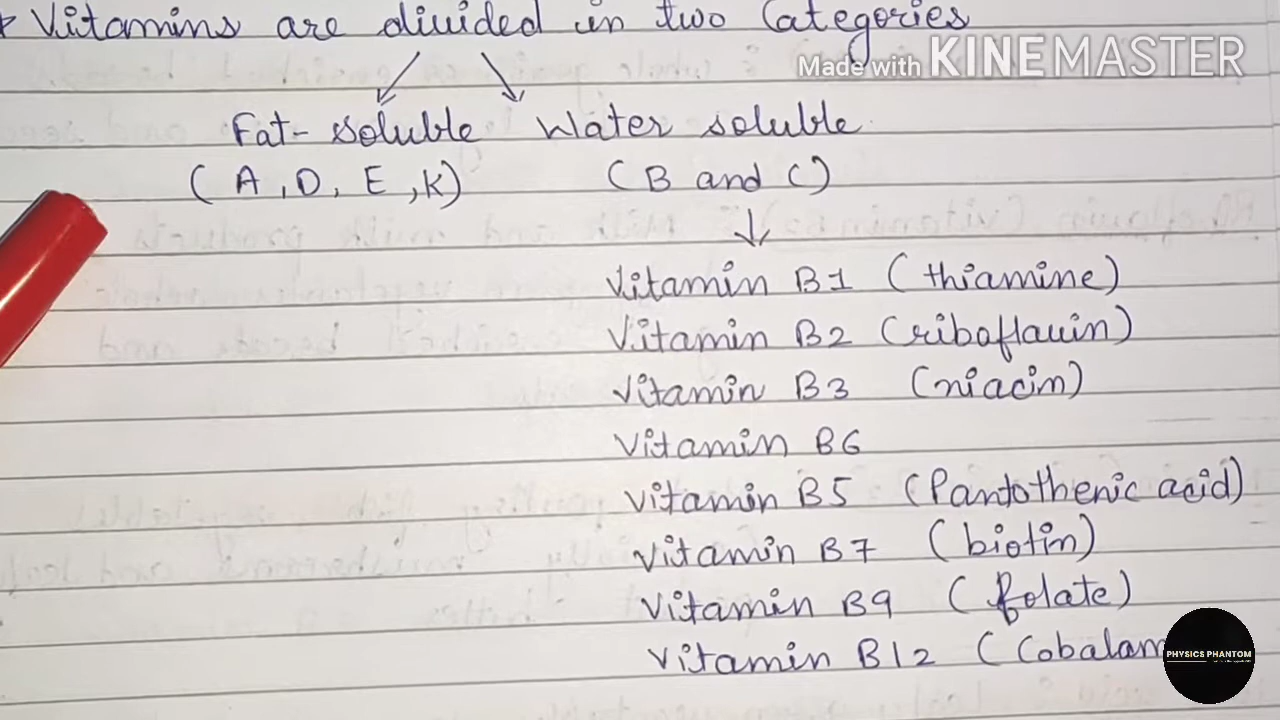 Vitamins are divided in two Categories
Made with KINEMASTER
Fat-soluble Water soluble
(A, D, E, K) (B and C)
Vitamin B1 (thiamine)
Vitamin B2 (riboflavin)
Vitamin B3 (niacin)
Vitamin B6
Vitamin B5 (Pantothenic acid)
Vitamin B7 (biotin)
Vitamin B9 (folate)
Vitamin B12 (Cobalam
PHYSICS PHANTOM